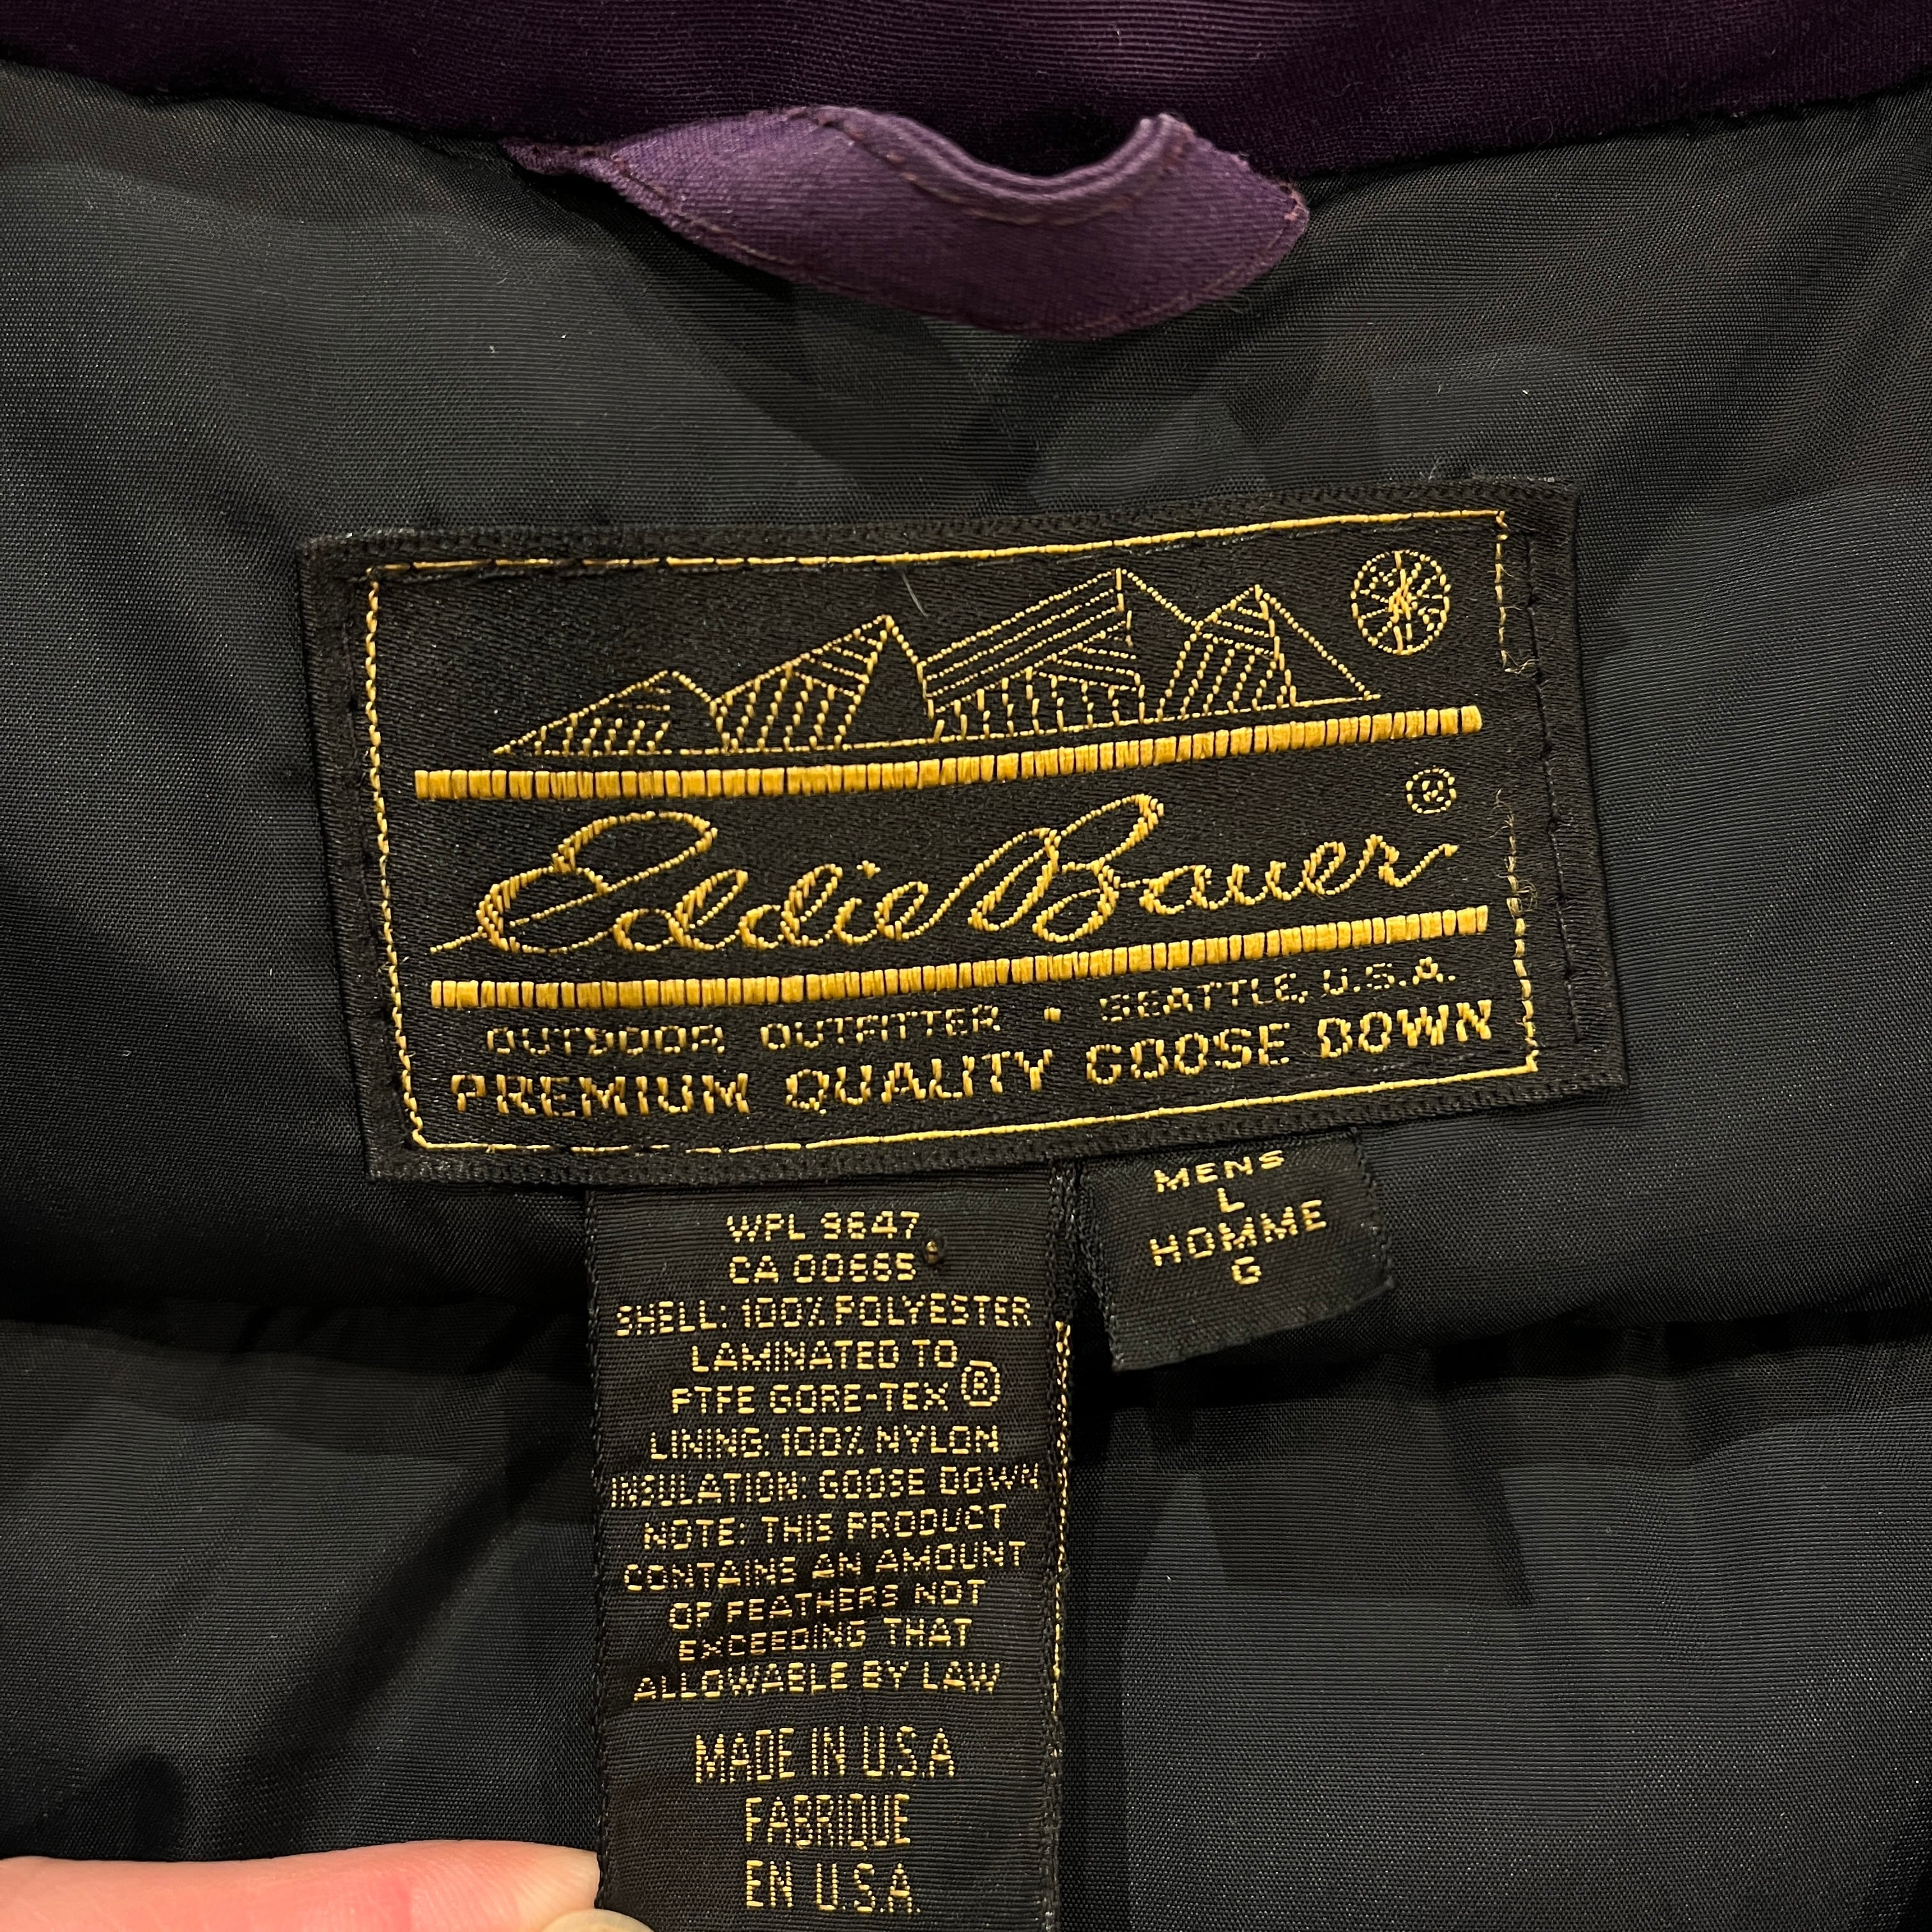 Eddie Bauer®
OUTDOOR OUTFITTER • SEATTLE, U.S.A.
PREMIUM QUALITY GOOSE DOWN
MENS
L
HOMME
G
WPL 9647
CA 00665
SHELL: 100% POLYESTER
LAMINATED TO
PTFE GORE-TEX®
LINING: 100% NYLON
INSULATION: GOOSE DOWN
NOTE: THIS PRODUCT
CONTAINS AN AMOUNT
OF FEATHERS NOT
EXCEEDING THAT
ALLOWABLE BY LAW
MADE IN U.S.A
FABRIQUE
EN U.S.A.